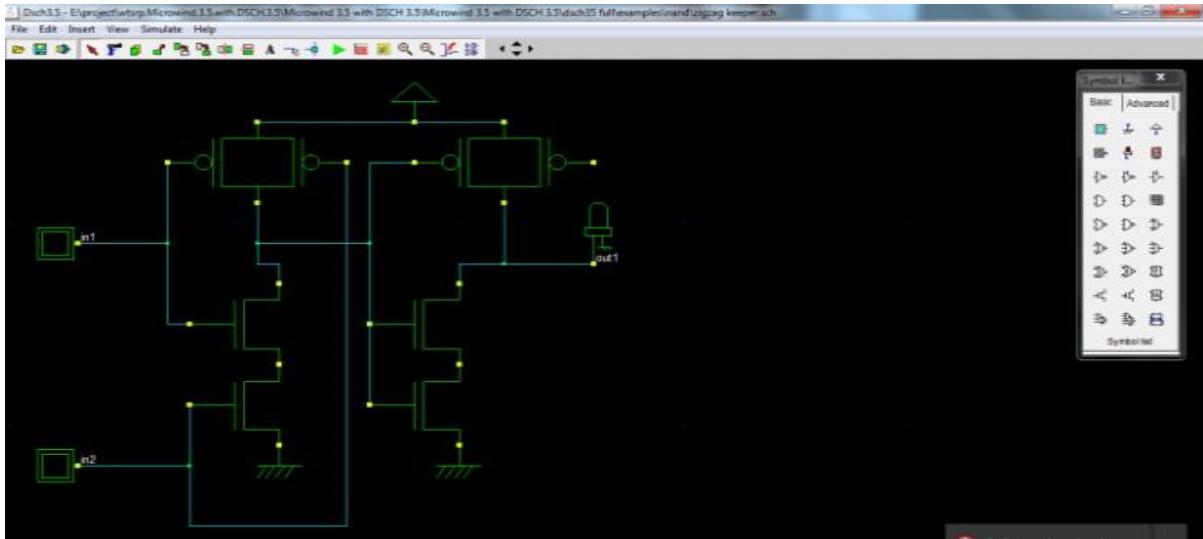 Dsch3.5 - E:\project\wtsrp.Microwind.3.5.with.DSCH.3.5\Microwind 3.5 with DSCH 3.5\Microwind 3.5 with DSCH 3.5\dsch35 full\examples\nand\zigzag keeper.sch
File Edit Insert View Simulate Help
Basic Advanced
in1
out1
in2
Symbol list